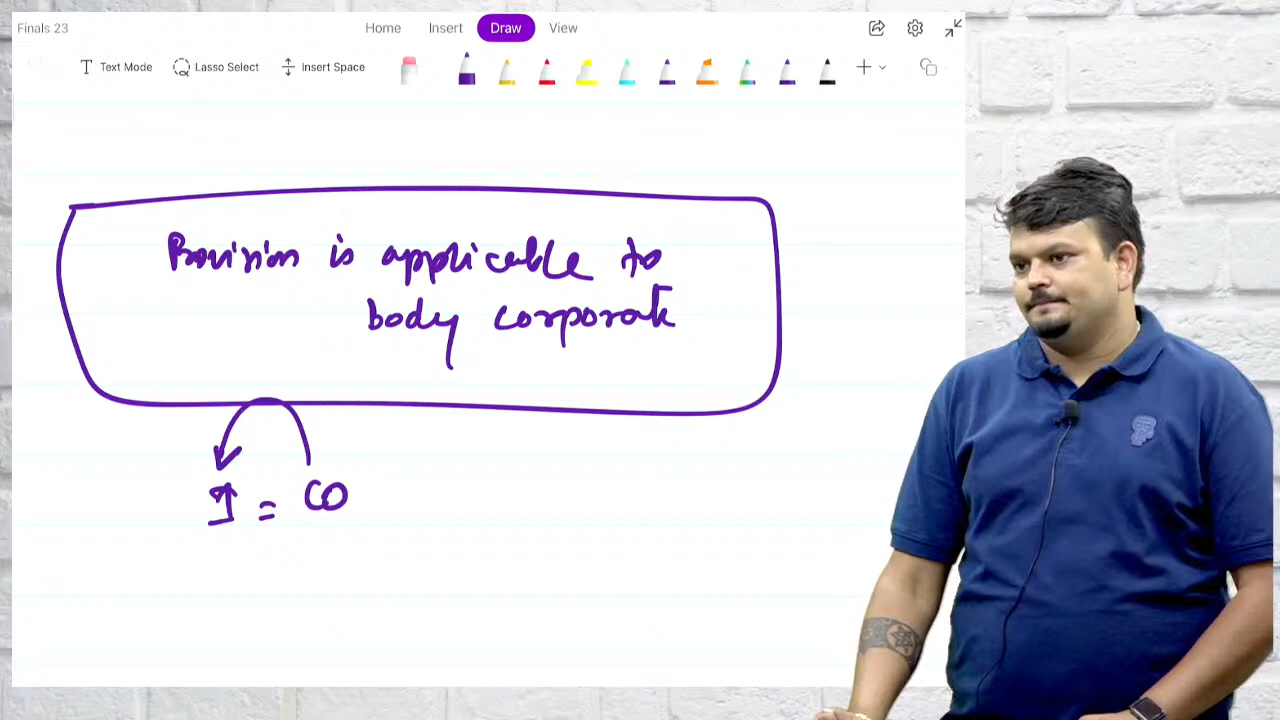 Finals 23
Home Insert Draw View
Text Mode Lasso Select Insert Space
Provision is applicable to
body corporate
I = CO